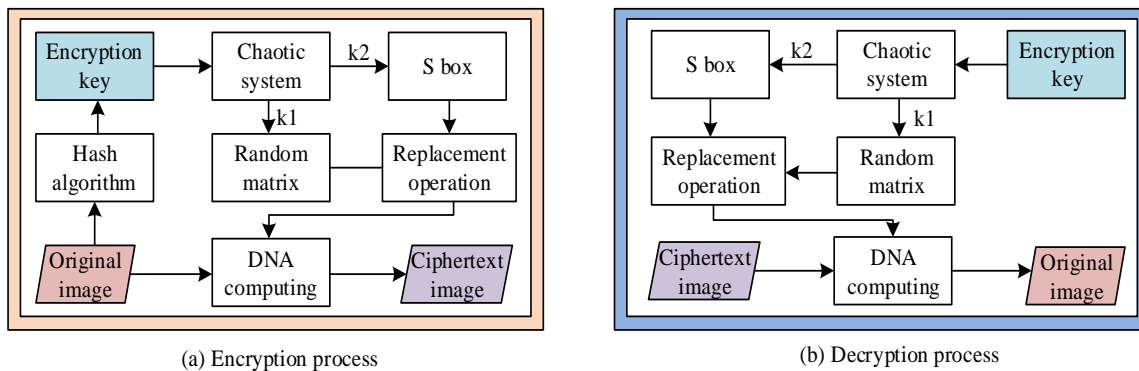 Encryption
key
Chaotic
system
k2
S box
k1
Hash
algorithm
Random
matrix
Replacement
operation
Original
image
DNA
computing
Ciphertext
image
(a) Encryption process
S box
k2
Chaotic
system
Encryption
key
k1
Replacement
operation
Random
matrix
Ciphertext
image
DNA
computing
Original
image
(b) Decryption process